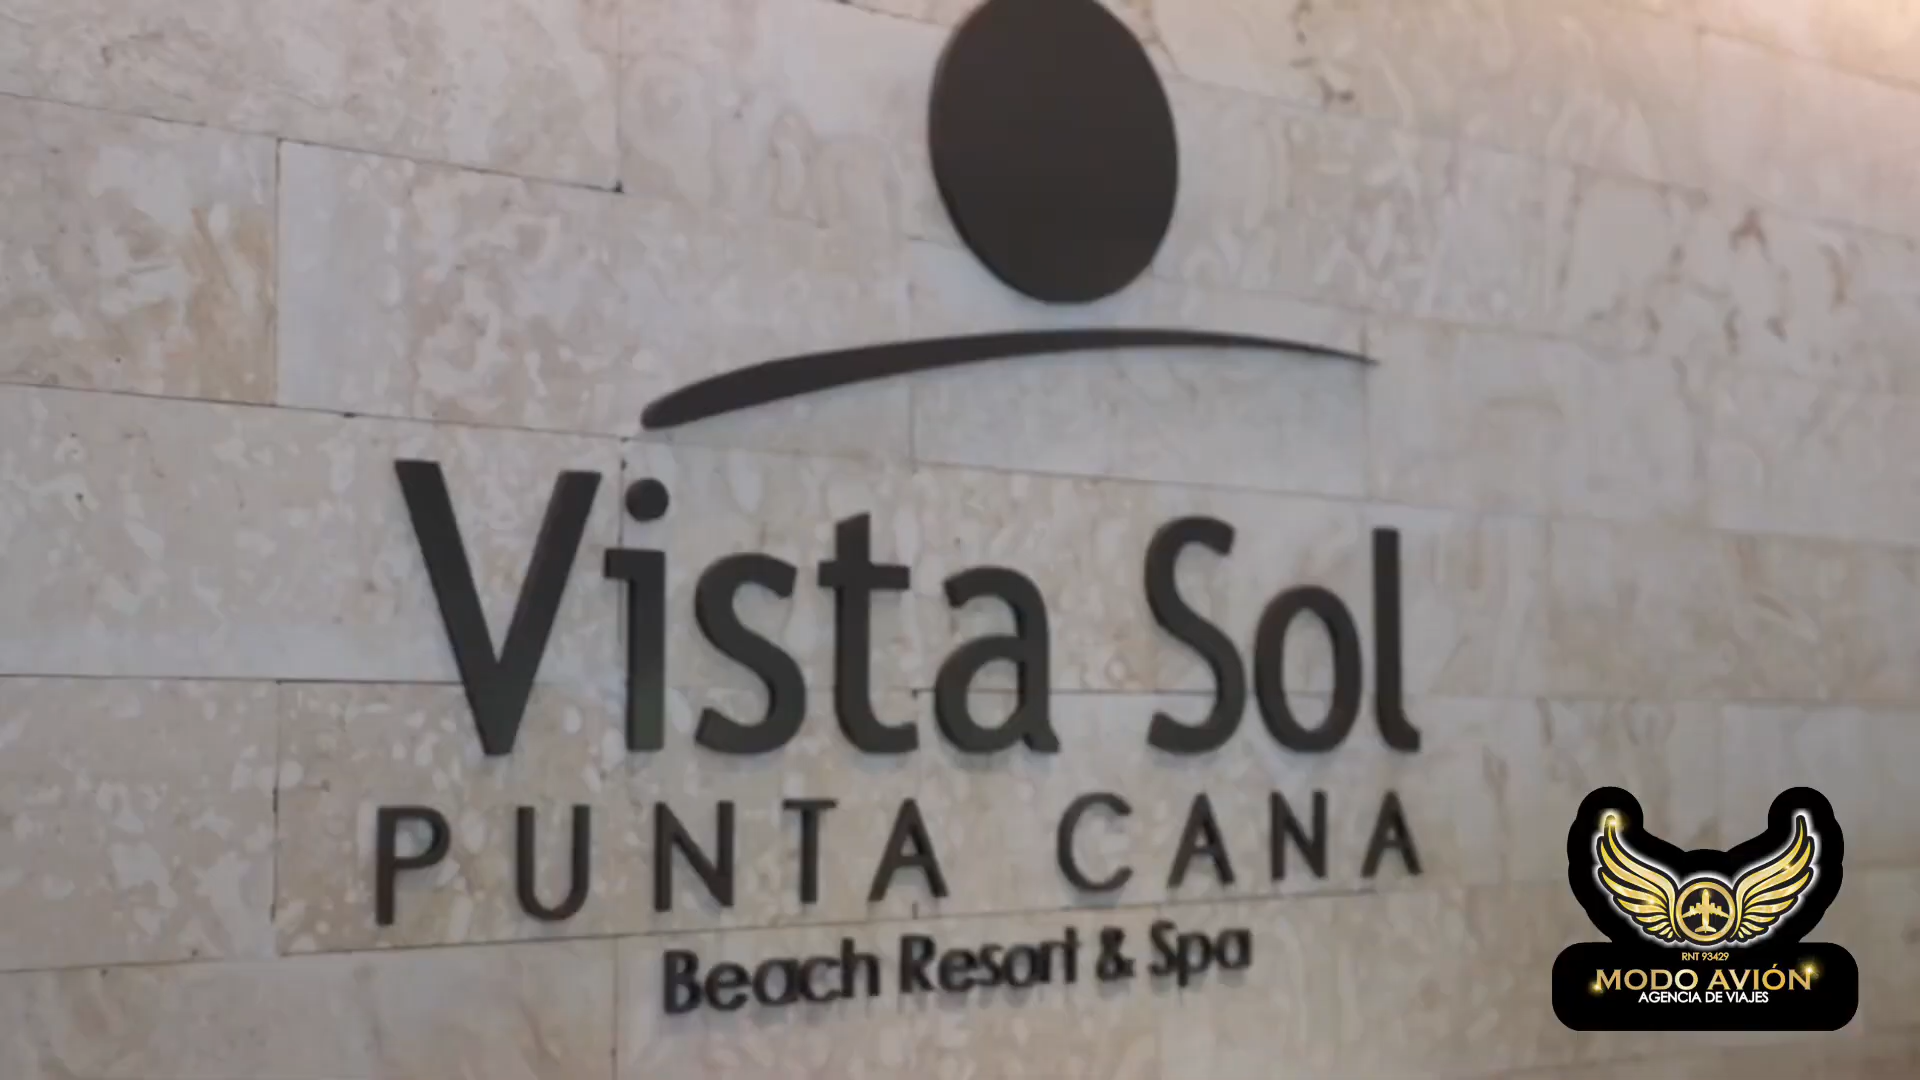 Vista Sol
PUNTA CANA
Beach Resort & Spa
RNT 93429
MODO AVIÓN
AGENCIA DE VIAJES